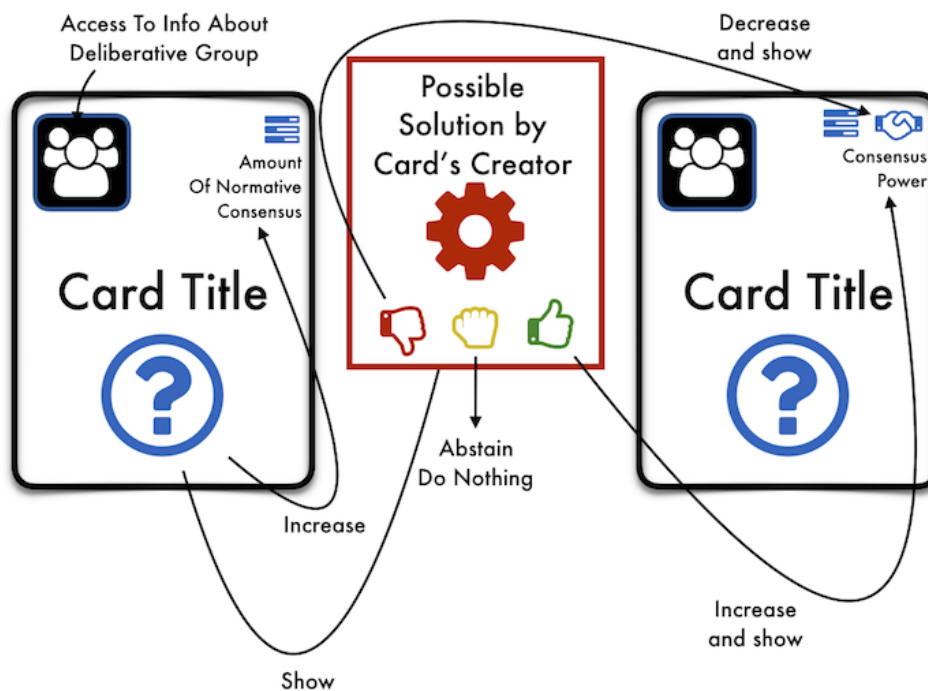 Access To Info About
Deliberative Group
Amount
Of Normative
Consensus
Card Title
?
Increase
Show
Possible
Solution by
Card's Creator
Abstain
Do Nothing
Decrease
and show
Consensus
Power
Card Title
?
Increase
and show